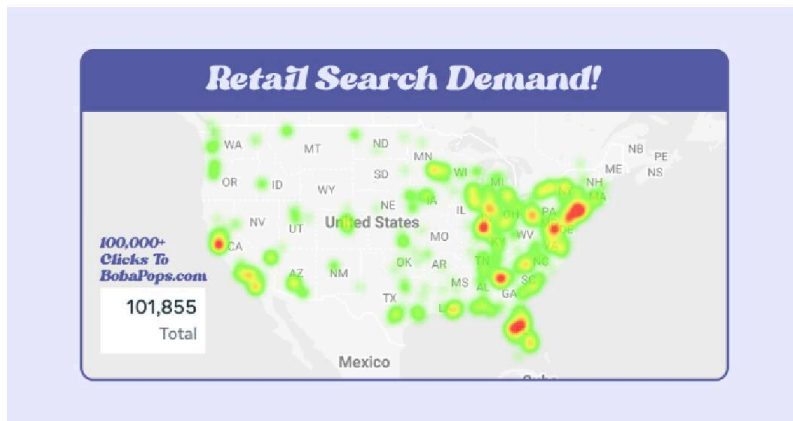 Retail Search Demand!
WA
MT
ND
MN
NB
PE
ME
NS
OR
ID
SD
WI
MI
NH
MA
WY
NE
IA
IL
OH
PA
NV
UT
United States
MO
KY
WV
VA
DE
100,000+
Clicks To
BobaPops.com
CA
AZ
NM
OK
AR
TN
NC
SC
MS
AL
GA
TX
101,855
Total
Mexico
Cuba